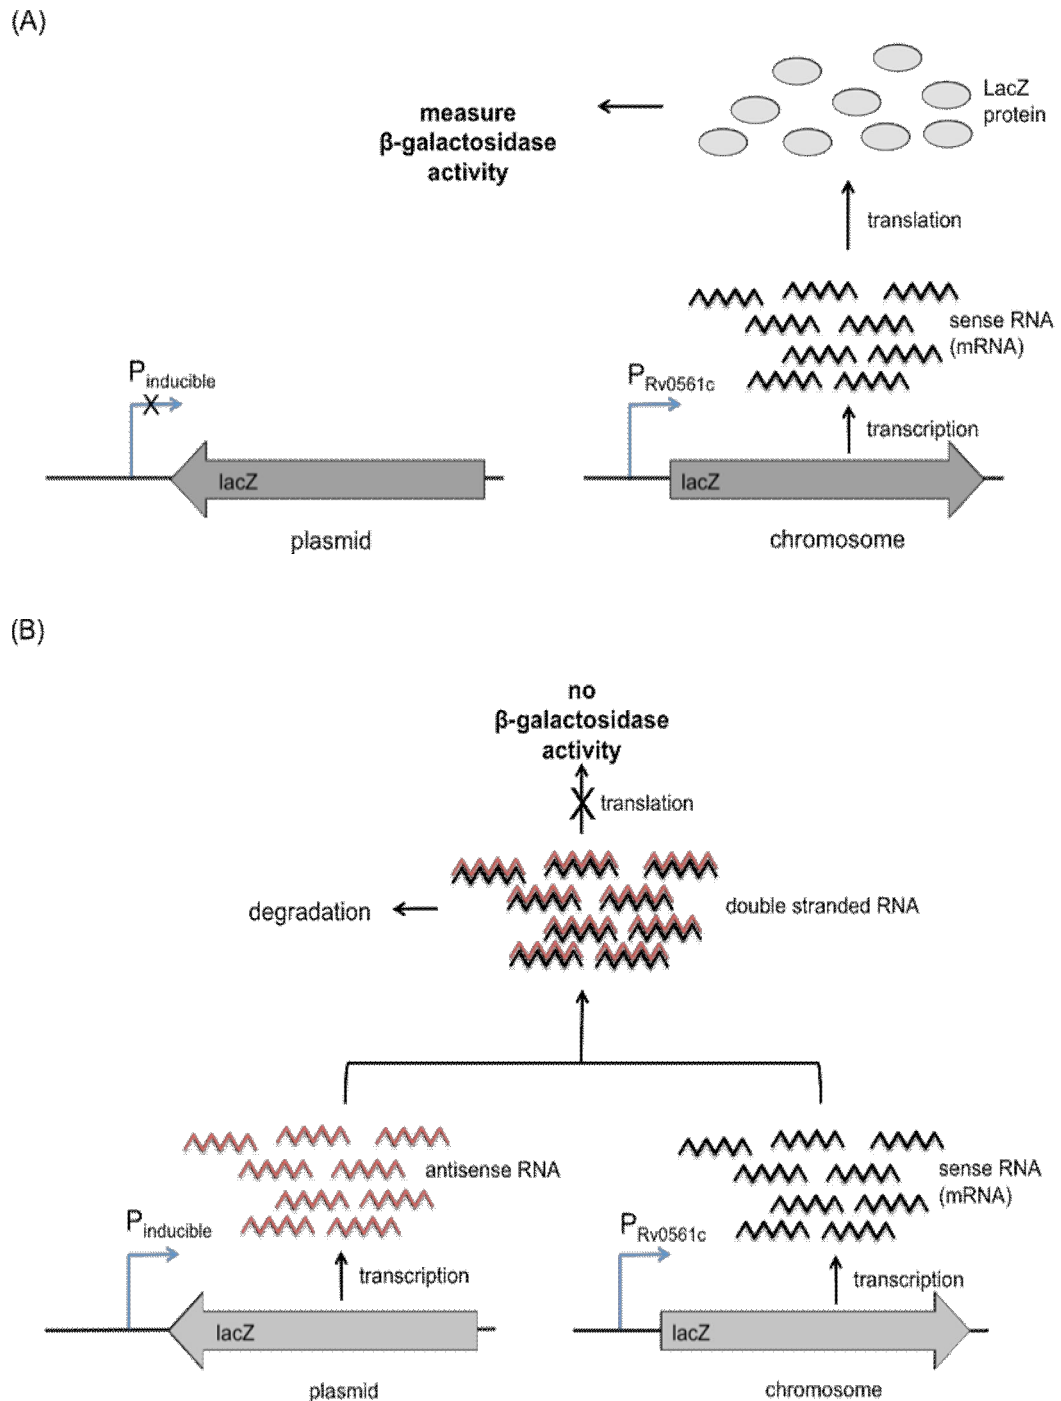 (A)
measure
β-galactosidase
activity
LacZ
protein
translation
sense RNA
(mRNA)
Pinducible
X
PRv0561c
transcription
lacZ
lacZ
plasmid
chromosome
(B)
no
β-galactosidase
activity
X
translation
degradation
double stranded RNA
antisense RNA
sense RNA
(mRNA)
Pinducible
PRv0561c
transcription
transcription
lacZ
lacZ
plasmid
chromosome